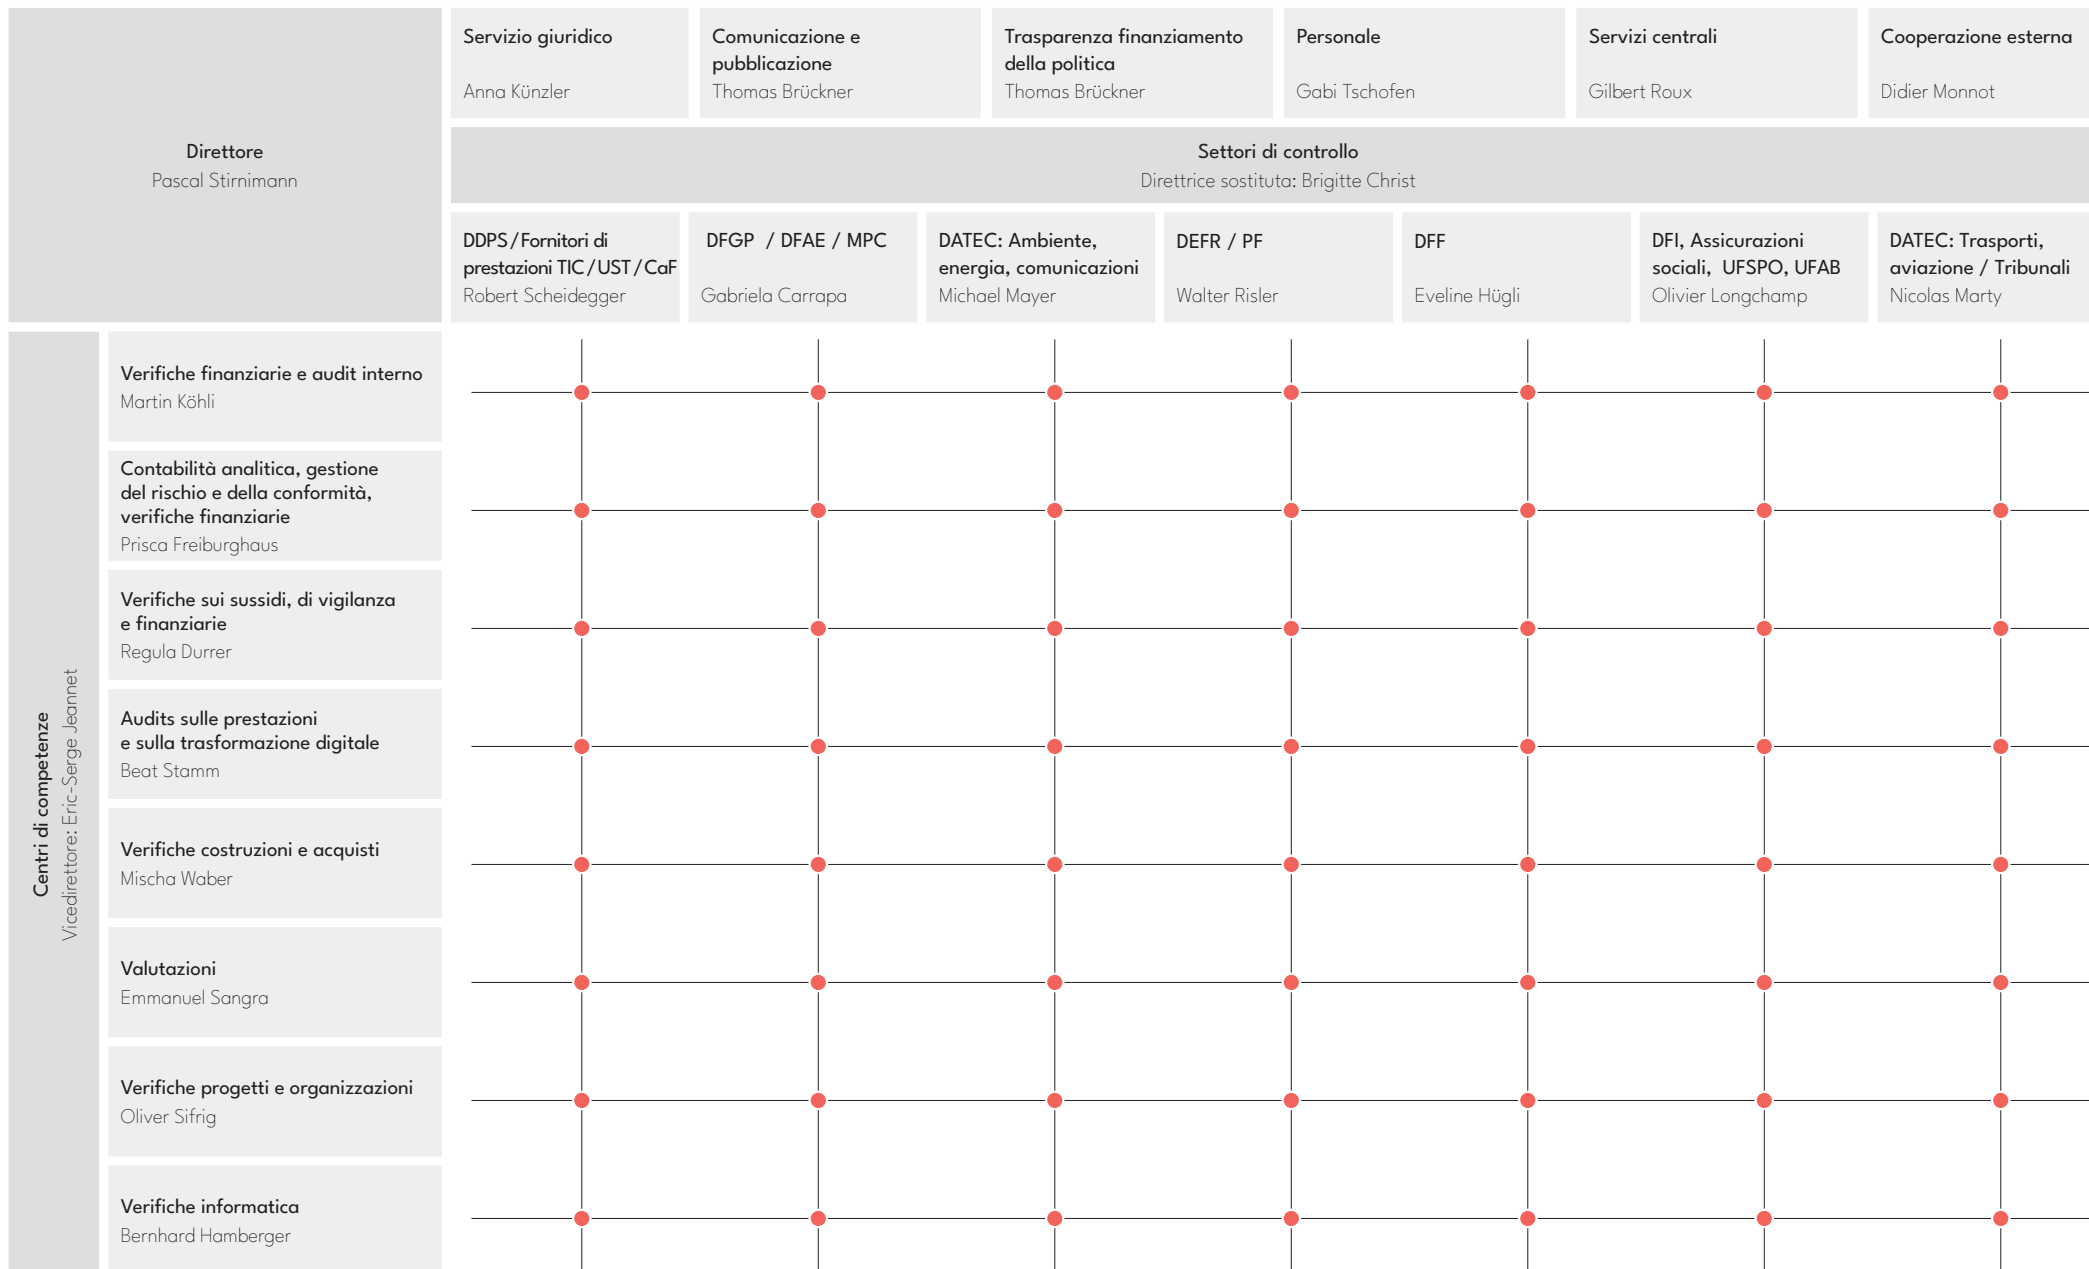 Servizio giuridico
Anna Künzler
Comunicazione e
pubblicazione
Thomas Brückner
Trasparenza finanziamento
della politica
Thomas Brückner
Personale
Gabi Tschofen
Servizi centrali
Gilbert Roux
Cooperazione esterna
Didier Monnot
Direttore
Pascal Stirnimann
Settori di controllo
Direttrice sostituta: Brigitte Christ
DDPS / Fornitori di
prestazioni TIC / UST / CaF
Robert Scheidegger
DFGP / DFAE / MPC
Gabriela Carrapa
DATEC: Ambiente,
energia, comunicazioni
Michael Mayer
DEFR / PF
Walter Risler
DFF
Eveline Hügli
DFI, Assicurazioni
sociali, UFSPO, UFAB
Olivier Longchamp
DATEC: Trasporti,
aviazione / Tribunali
Nicolas Marty
Centri di competenze
Vicedirettore: Eric-Serge Jeannet
Verifiche finanziarie e audit interno
Martin Köhli
Contabilità analitica, gestione
del rischio e della conformità,
verifiche finanziarie
Prisca Freiburghaus
Verifiche sui sussidi, di vigilanza
e finanziarie
Regula Durrer
Audits sulle prestazioni
e sulla trasformazione digitale
Beat Stamm
Verifiche costruzioni e acquisti
Mischa Waber
Valutazioni
Emmanuel Sangra
Verifiche progetti e organizzazioni
Oliver Sifrig
Verifiche informatica
Bernhard Hamberger